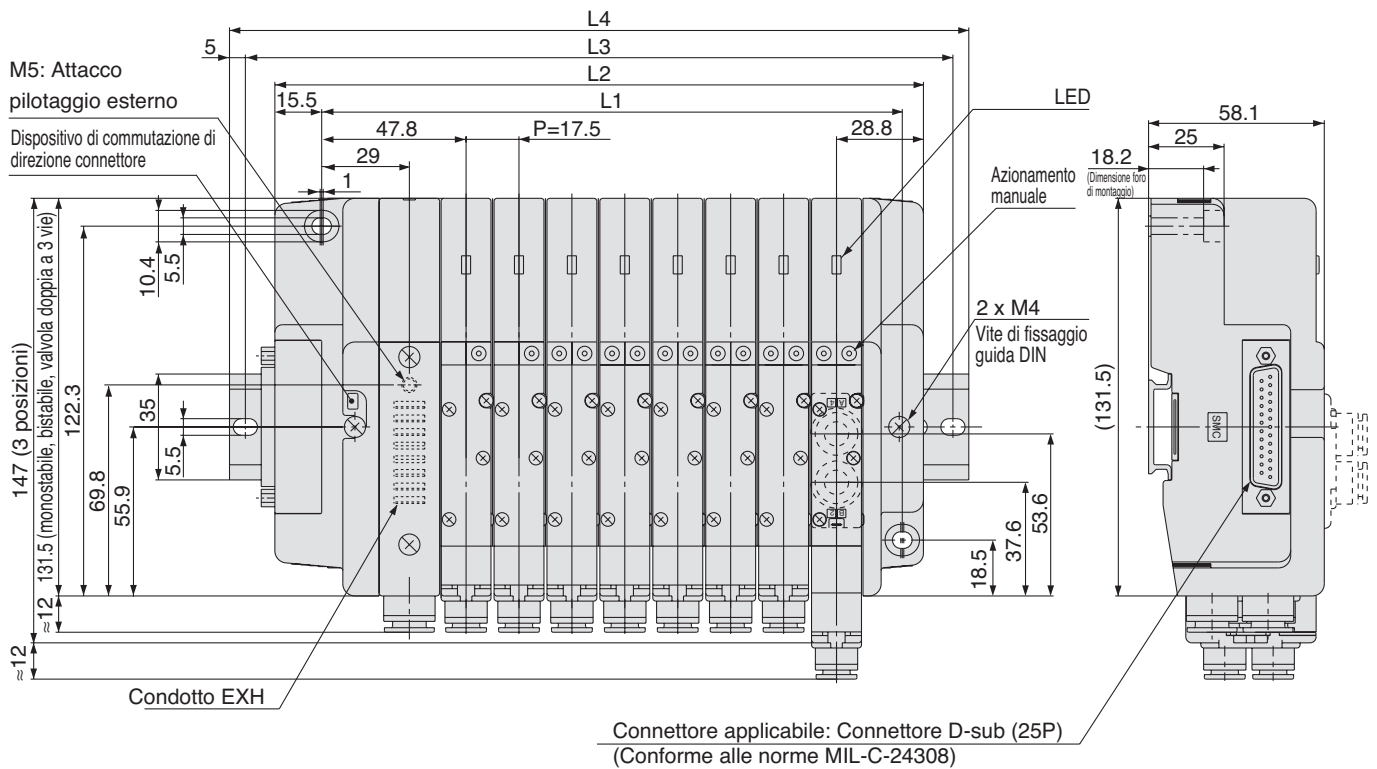 L4
5
L3
M5: Attacco
pilotaggio esterno
L2
15.5
L1
LED
58.1
Dispositivo di commutazione di
direzione connettore
47.8
P=17.5
28.8
25
29
18.2
(Dimensione foro
di montaggio)
1
Azionamento
manuale
147 (3 posizioni)
131.5 (monostabile, bistabile, valvola doppia a 3 vie)
122.3
10.4
5.5
2 x M4
Vite di fissaggio
guida DIN
(131.5)
SMC
69.8
55.9
35
5.5
A 4
B 2
18.5
37.6
53.6
≈12
≈12
Condotto EXH
Connettore applicabile: Connettore D-sub (25P)
(Conforme alle norme MIL-C-24308)